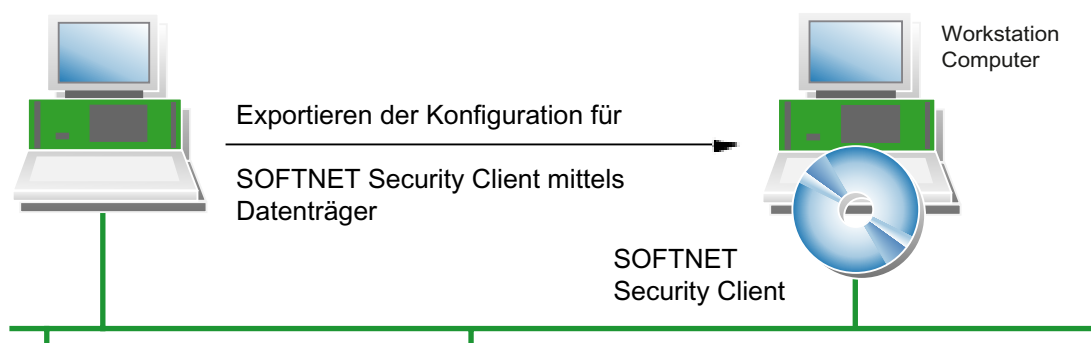 Workstation
Computer
Exportieren der Konfiguration für
SOFTNET Security Client mittels
Datenträger
SOFTNET
Security Client